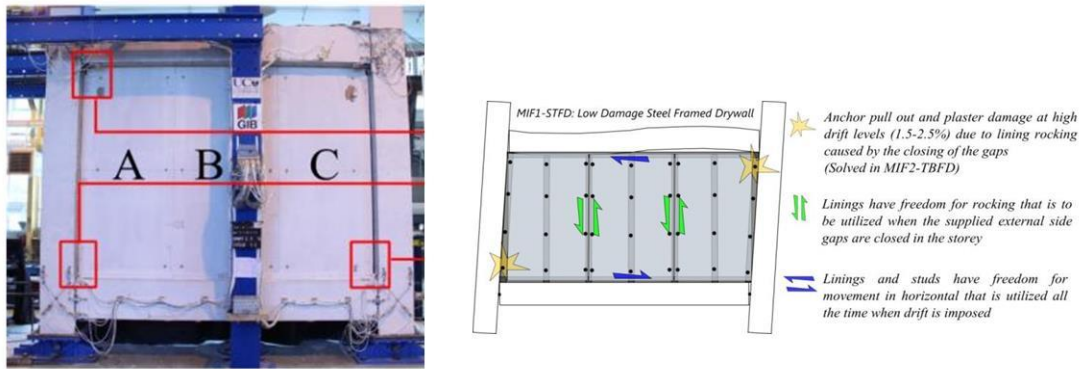 A B C
UC
GIB
MIF1-STFD: Low Damage Steel Framed Drywall
Anchor pull out and plaster damage at high
drift levels (1.5-2.5%) due to lining rocking
caused by the closing of the gaps
(Solved in MIF2-TBFD)
Linings have freedom for rocking that is to
be utilized when the supplied external side
gaps are closed in the storey
Linings and studs have freedom for
movement in horizontal that is utilized all
the time when drift is imposed